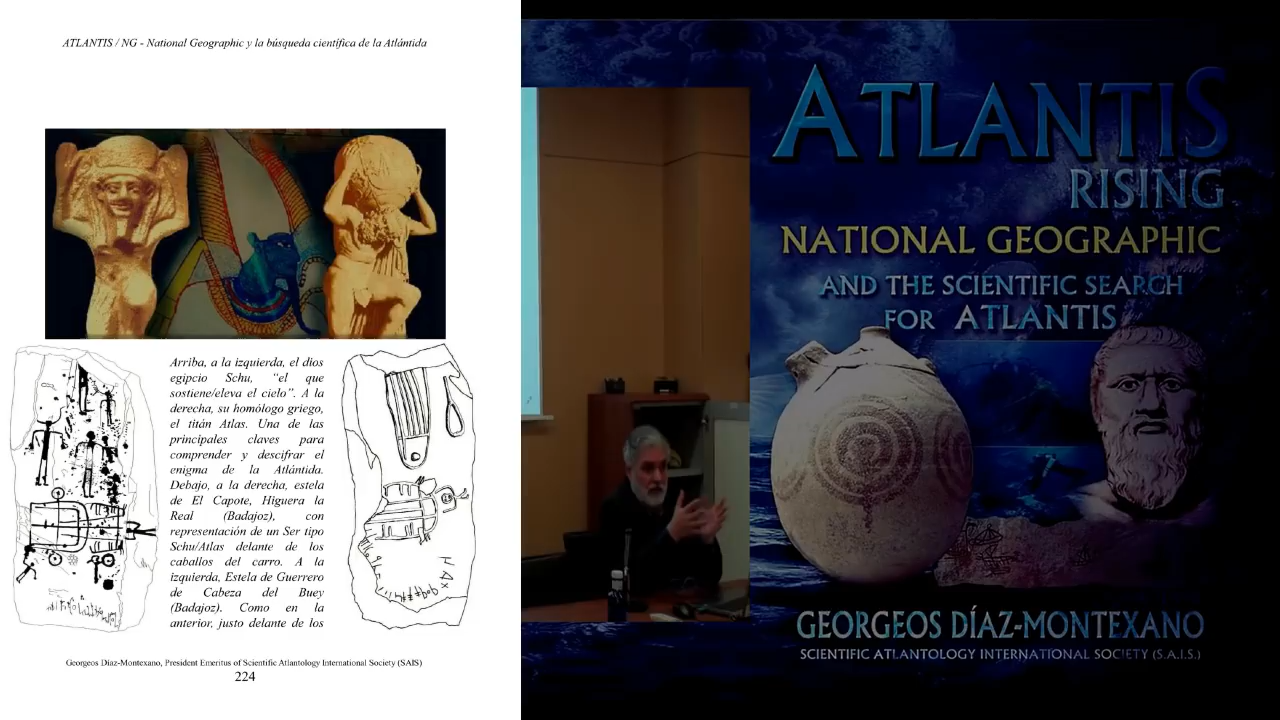 ATLANTIS / NG - National Geographic y la búsqueda científica de la Atlántida
Arriba, a la izquierda, el dios
egipcio Schu, “el que
sostiene/eleva el cielo”. A la
derecha, su homólogo griego,
el titán Atlas. Una de las
principales claves para
comprender y descifrar el
enigma de la Atlántida.
Debajo, a la derecha, estela
de El Capote, Higuera la
Real (Badajoz), con
representación de un Ser tipo
Schu/Atlas delante de los
caballos del carro. A la
izquierda, Estela de Guerrero
de Cabeza del Buey
(Badajoz). Como en la
anterior, justo delante de los
Georgeos Díaz-Montexano, President Emeritus of Scientific Atlantology International Society (SAIS)
224
ATLANTIS
RISING
NATIONAL GEOGRAPHIC
AND THE SCIENTIFIC SEARCH
FOR ATLANTIS
GEORGEOS DÍAZ-MONTEXANO
SCIENTIFIC ATLANTOLOGY INTERNATIONAL SOCIETY (S.A.I.S.)